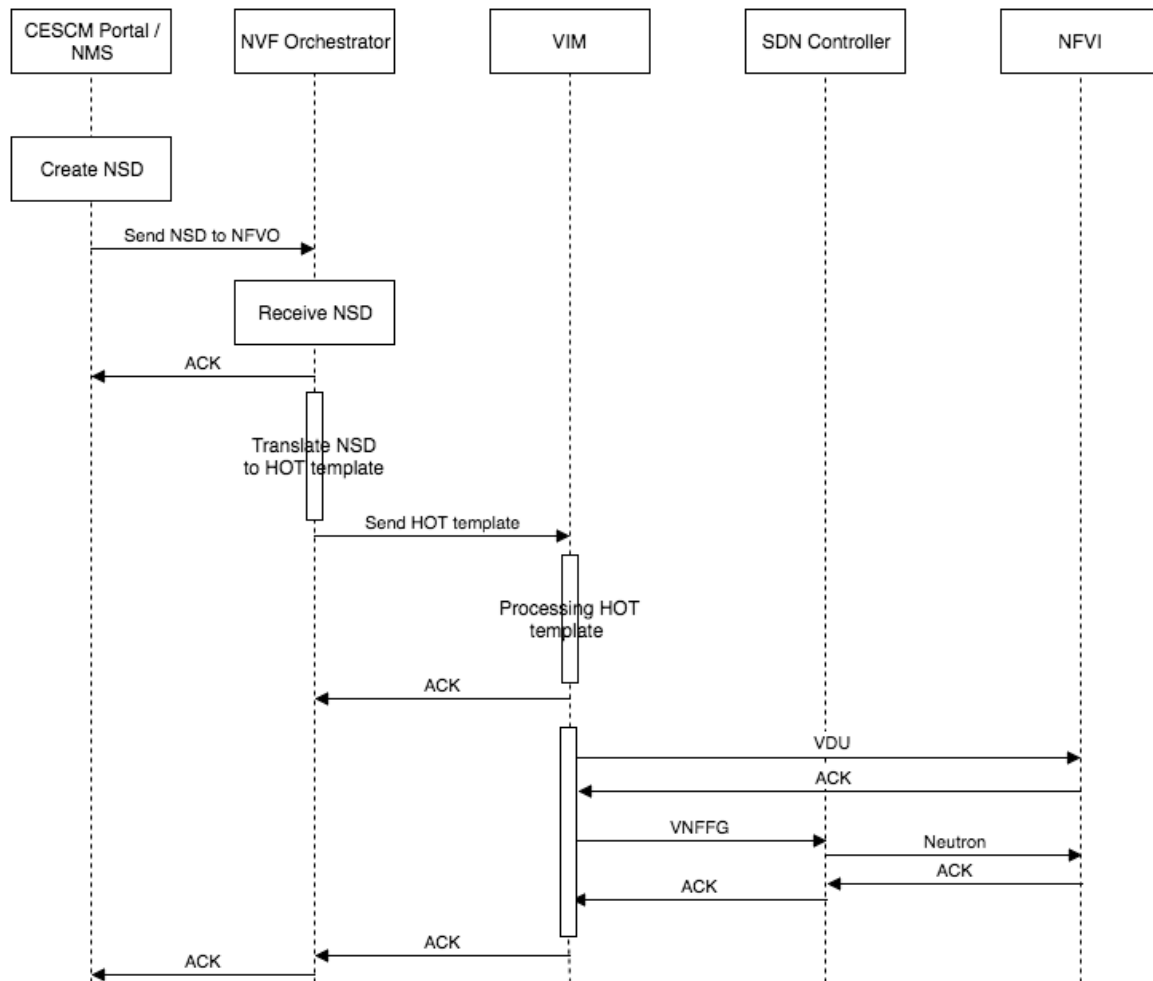 CESCM Portal /
NMS
NVF Orchestrator
VIM
SDN Controller
NFVI
Create NSD
Send NSD to NFVO
Receive NSD
ACK
Translate NSD
to HOT template
Send HOT template
Processing HOT
template
ACK
VDU
ACK
VNFFG
Neutron
ACK
ACK
ACK
ACK